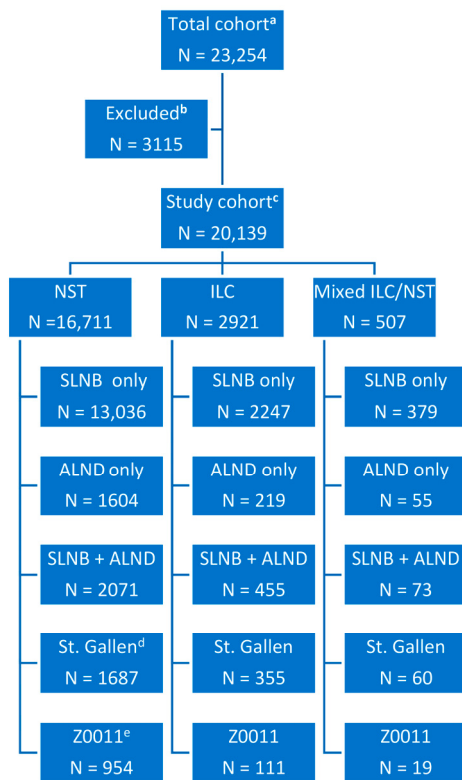 Total cohortᵃ
N = 23,254
Excludedᵇ
N = 3115
Study cohortᶜ
N = 20,139
NST
N =16,711
ILC
N = 2921
Mixed ILC/NST
N = 507
SLNB only
N = 13,036
SLNB only
N = 2247
SLNB only
N = 379
ALND only
N = 1604
ALND only
N = 219
ALND only
N = 55
SLNB + ALND
N = 2071
SLNB + ALND
N = 455
SLNB + ALND
N = 73
St. Gallenᵈ
N = 1687
St. Gallen
N = 355
St. Gallen
N = 60
Z0011ᵉ
N = 954
Z0011
N = 111
Z0011
N = 19